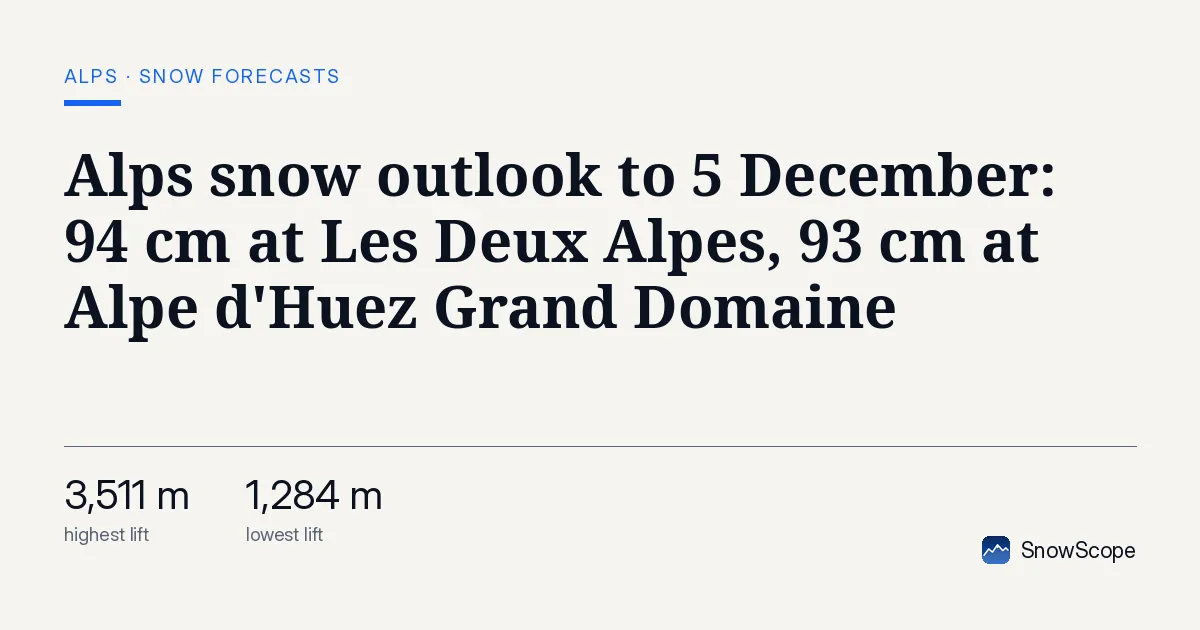 ALPS · SNOW FORECASTS
Alps snow outlook to 5 December:
94 cm at Les Deux Alpes, 93 cm at
Alpe d'Huez Grand Domaine
3,511 m
highest lift
1,284 m
lowest lift
SnowScope